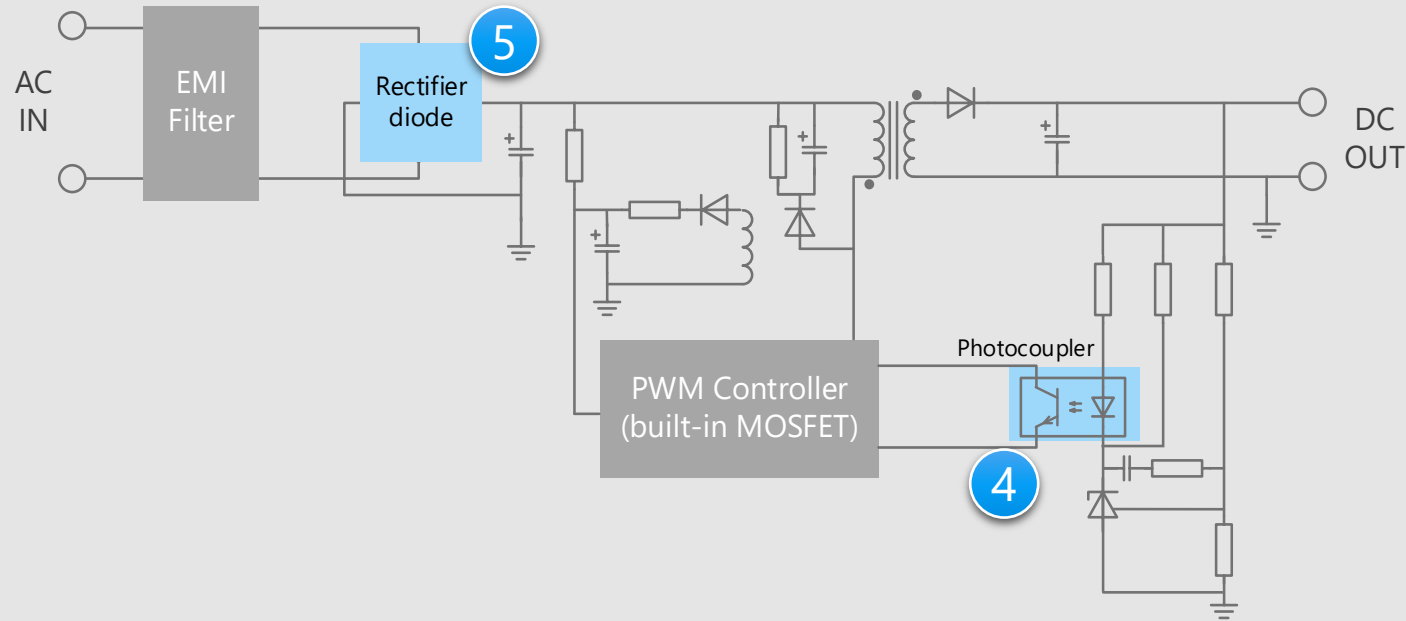 5
AC
IN
EMI
Filter
Rectifier
diode
+
+
+
DC
OUT
+
Photocoupler
PWM Controller
(built-in MOSFET)
4